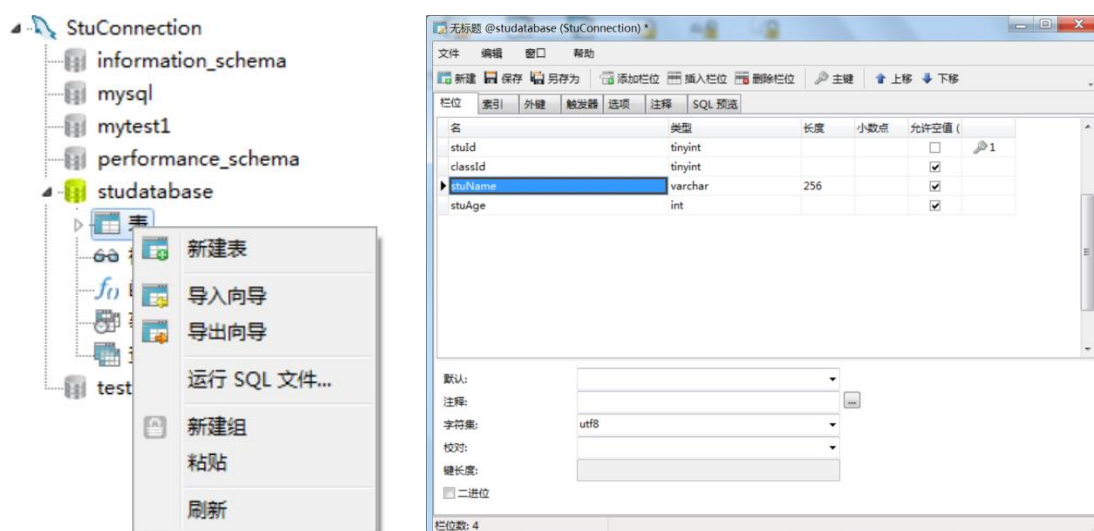 StuConnection
information_schema
mysql
mytest1
performance_schema
studatabase
表
新建表
导入向导
导出向导
运行 SQL 文件...
新建组
粘贴
刷新
test
无标题 @studatabase (StuConnection) *
文件 编辑 窗口 帮助
新建 保存 另存为 添加栏位 插入栏位 删除栏位 主键 上移 下移
栏位 索引 外键 触发器 选项 注释 SQL 预览
名 类型 长度 小数点 允许空值 (
stuId tinyint 1
classId tinyint
stuName varchar 256
stuAge int
默认:
注释:
字符集: utf8
校对:
键长度:
二进位
栏位数: 4